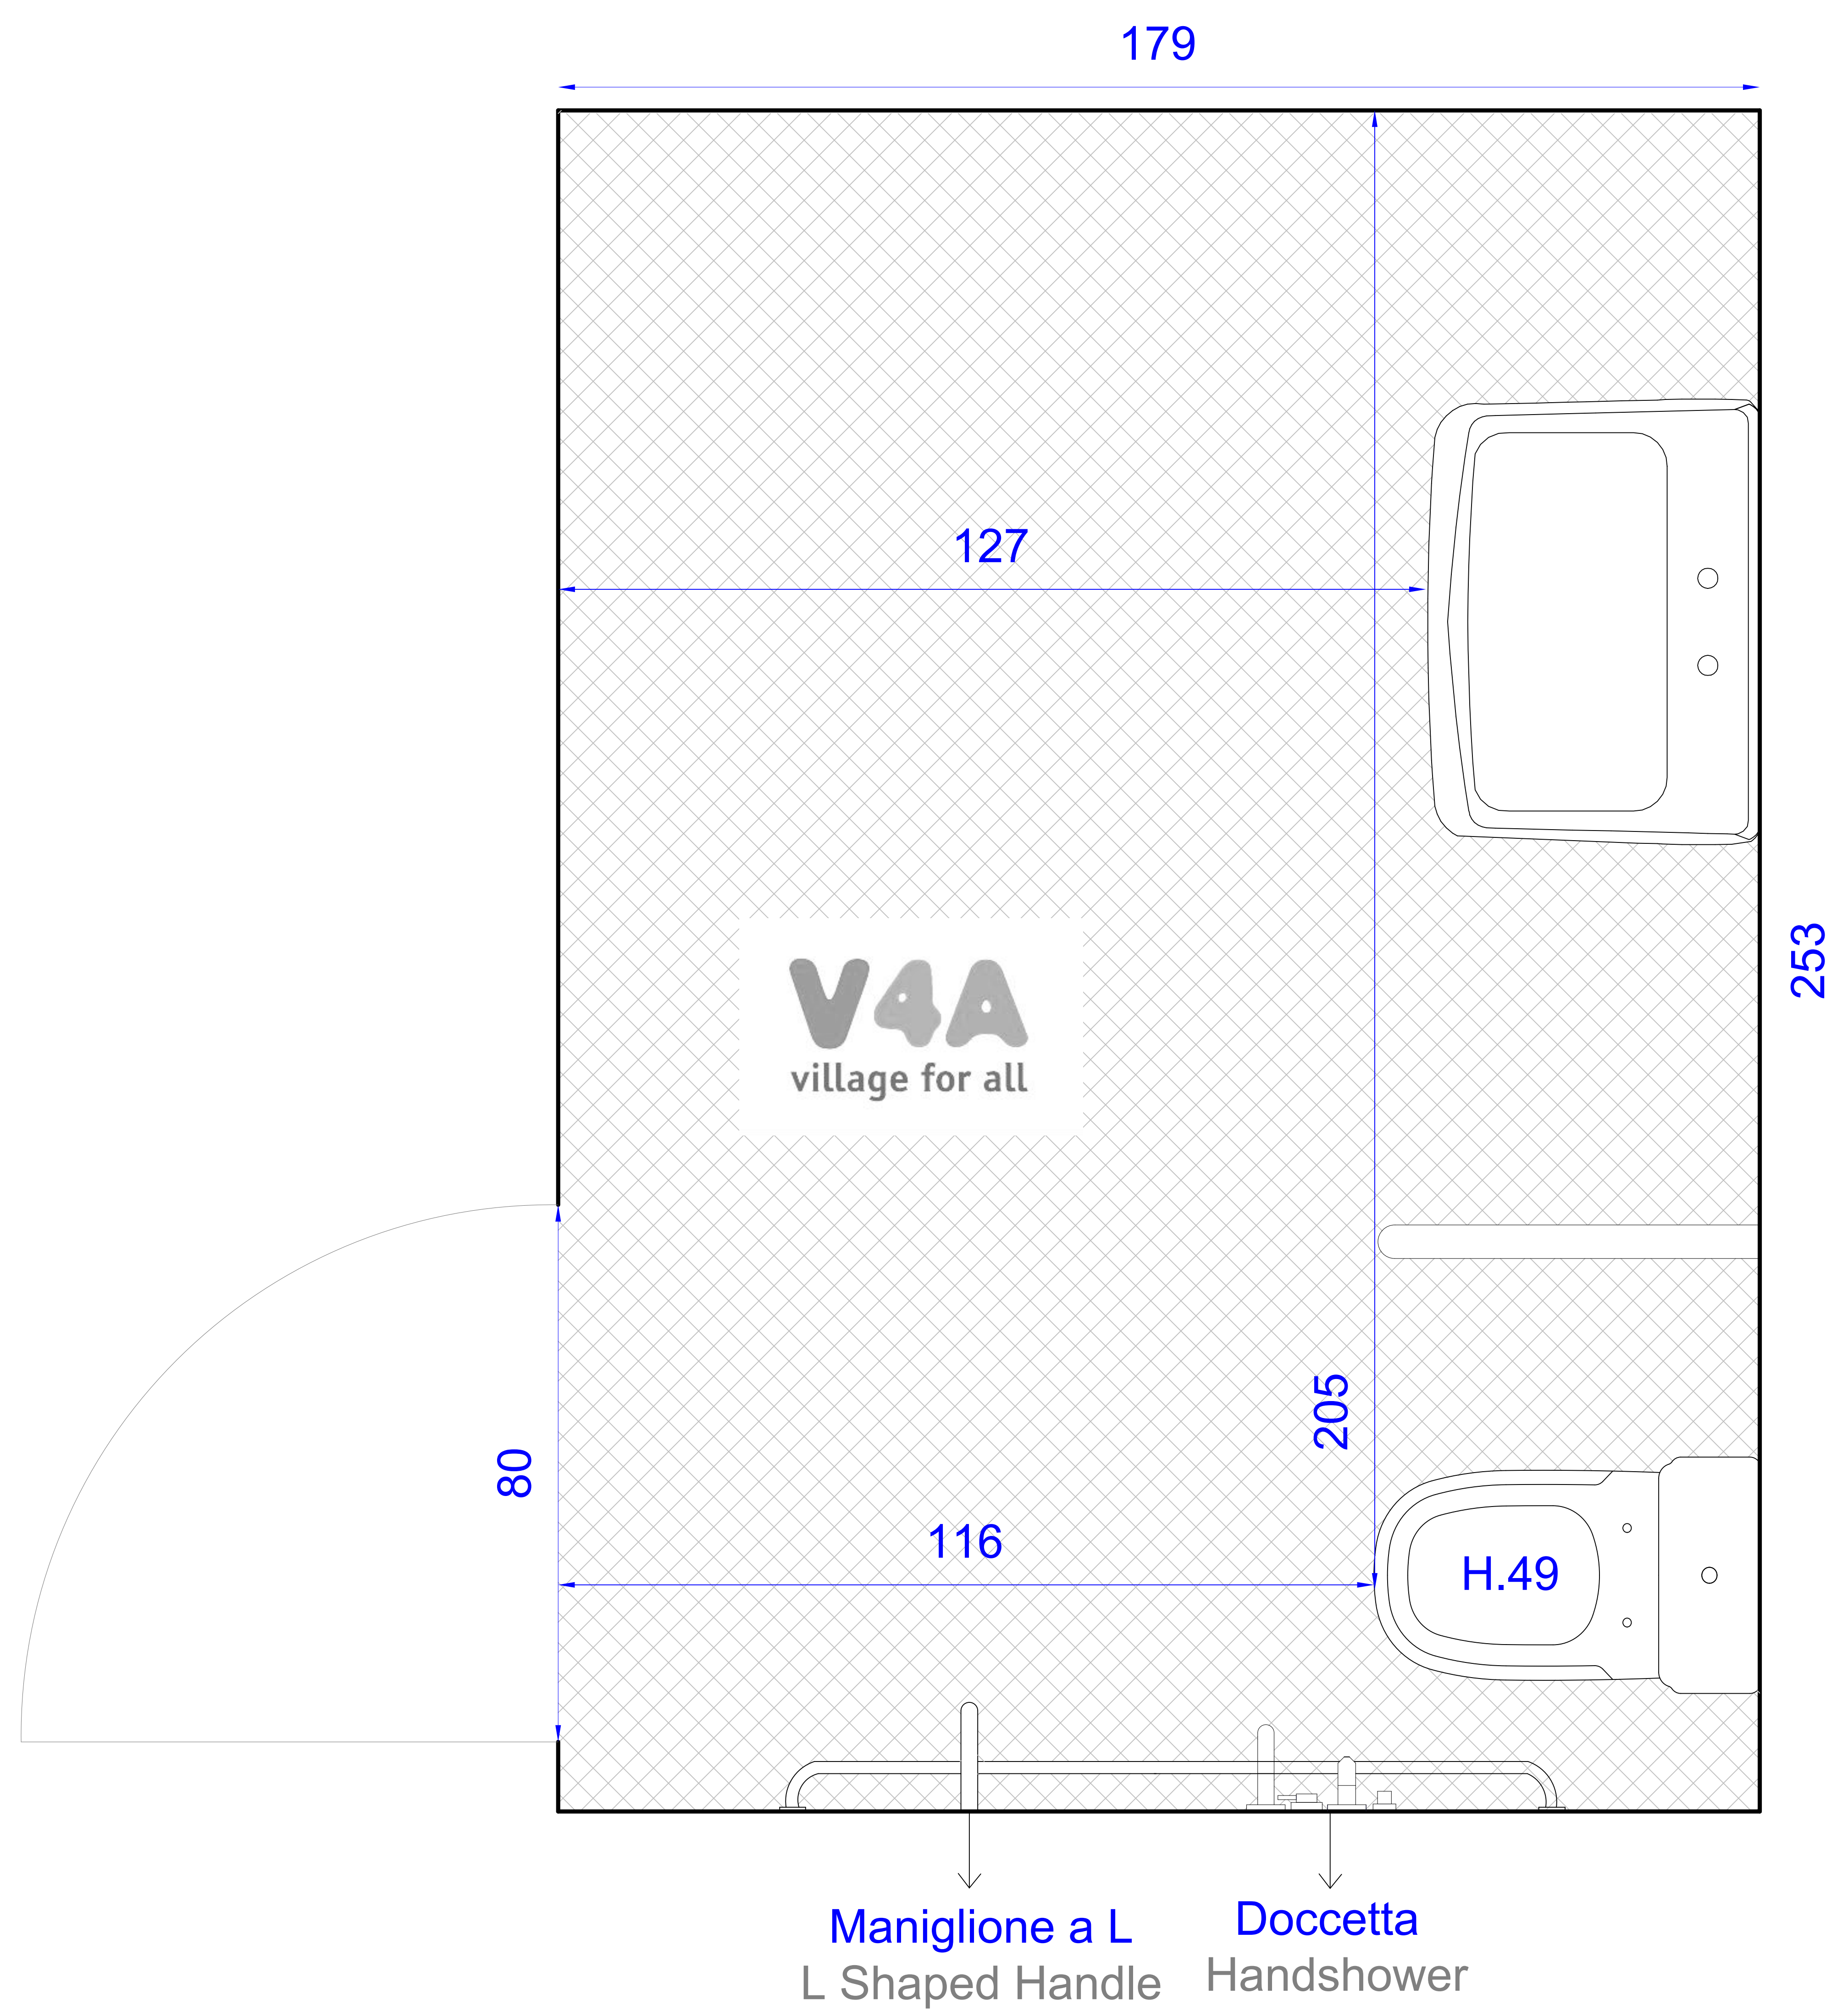 179
127
253
V4A
village for all
205
80
116
H.49
Maniglione a L
L Shaped Handle
Doccetta
Handshower